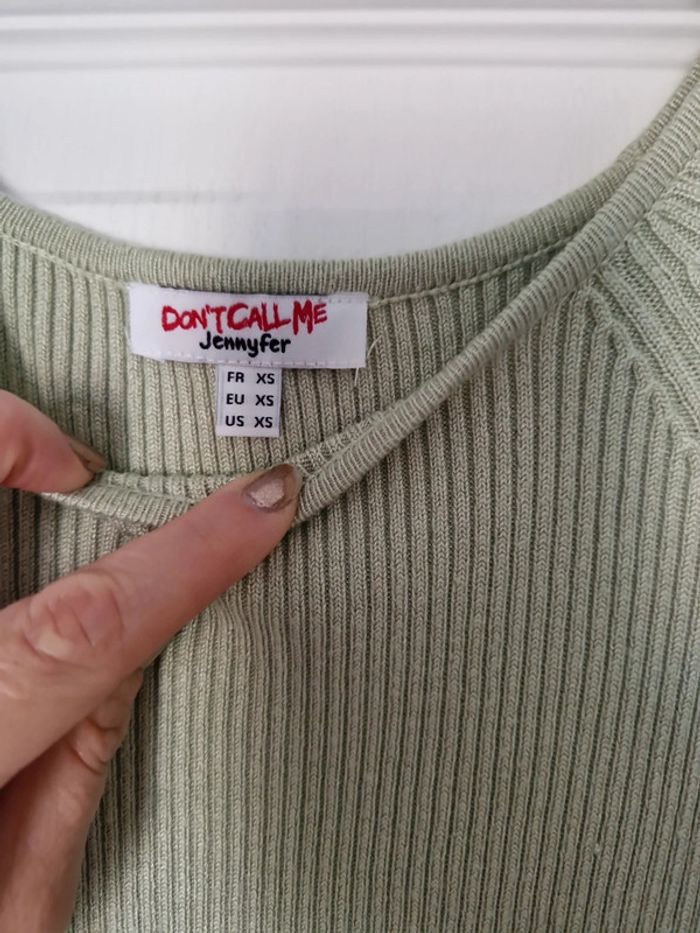 DON'T CALL ME
Jennyfer
FR XS
EU XS
US XS